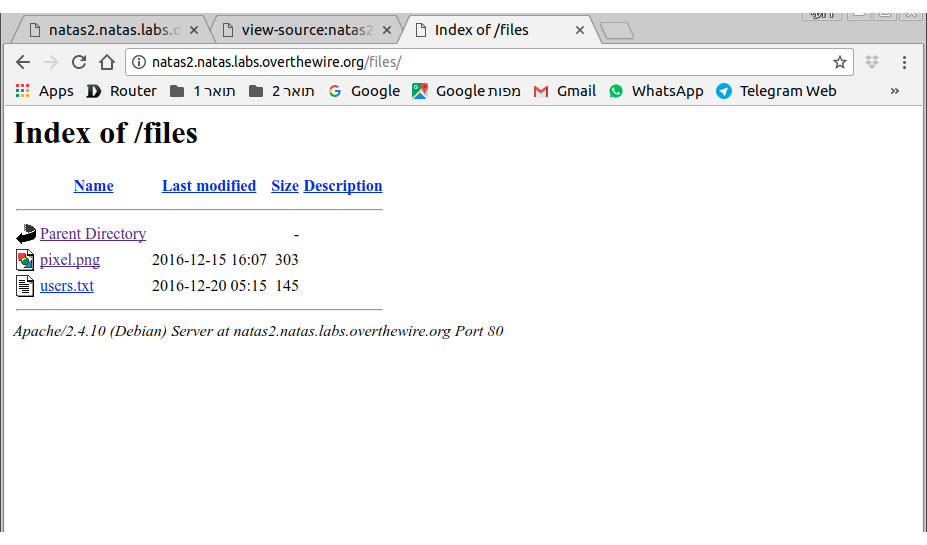 natas2.natas.labs.o
view-source:natas2
Index of /files
natas2.natas.labs.overthewire.org/files/
Apps Router תואר 1 תואר 2 Google Google מפות Gmail WhatsApp Telegram Web »
Index of /files
Name Last modified Size Description
Parent Directory -
pixel.png 2016-12-15 16:07 303
users.txt 2016-12-20 05:15 145
Apache/2.4.10 (Debian) Server at natas2.natas.labs.overthewire.org Port 80